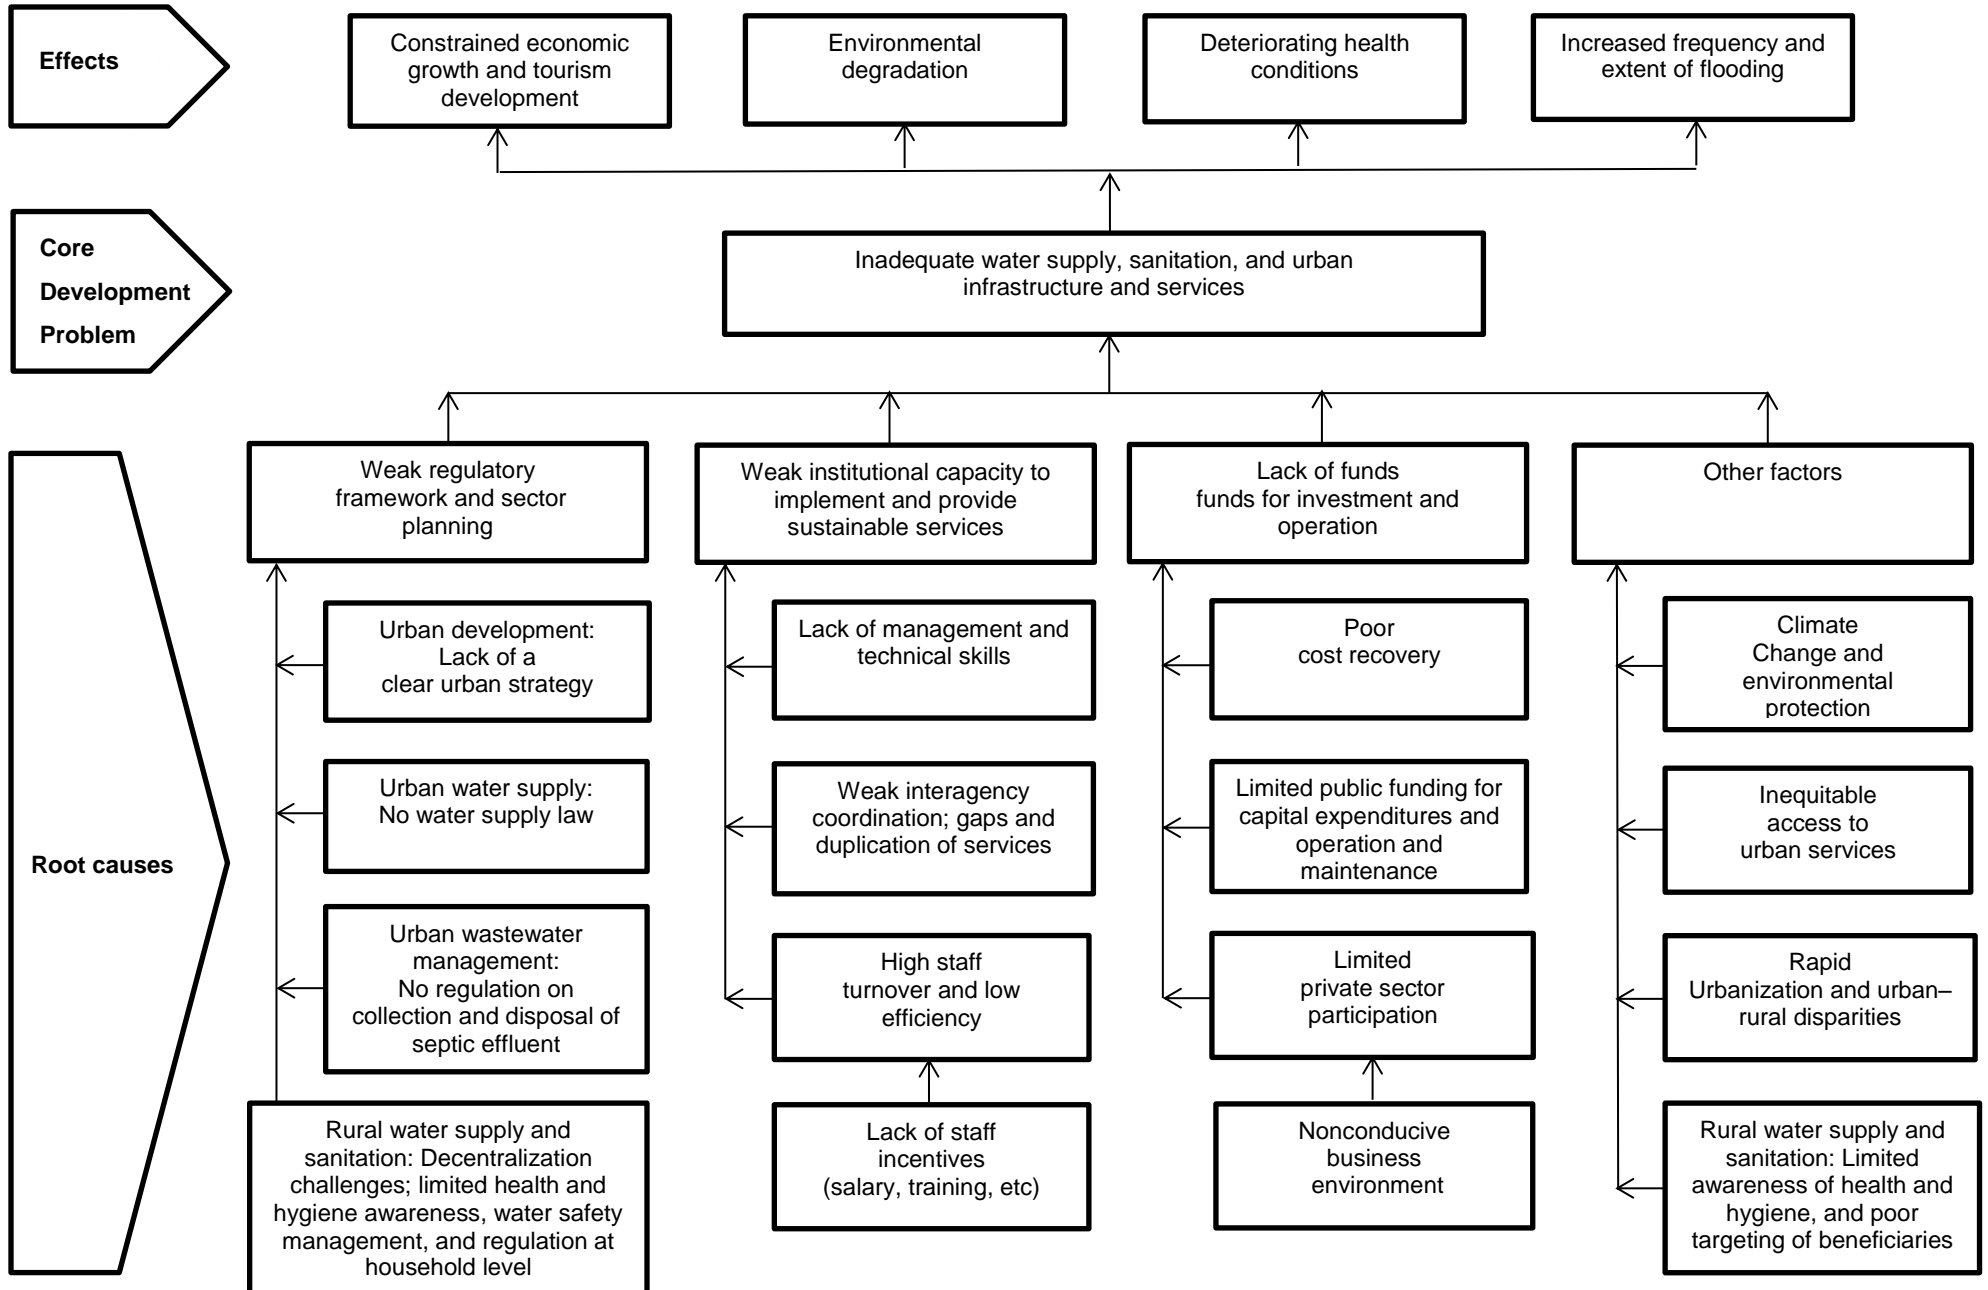 Effects
Constrained economic
growth and tourism
development
Environmental
degradation
Deteriorating health
conditions
Increased frequency and
extent of flooding
Core
Development
Problem
Inadequate water supply, sanitation, and urban
infrastructure and services
Root causes
Weak regulatory
framework and sector
planning
Urban development:
Lack of a
clear urban strategy
Urban water supply:
No water supply law
Urban wastewater
management:
No regulation on
collection and disposal of
septic effluent
Rural water supply and
sanitation: Decentralization
challenges; limited health and
hygiene awareness, water safety
management, and regulation at
household level
Weak institutional capacity to
implement and provide
sustainable services
Lack of management and
technical skills
Weak interagency
coordination; gaps and
duplication of services
High staff
turnover and low
efficiency
Lack of staff
incentives
(salary, training, etc)
Lack of funds
funds for investment and
operation
Poor
cost recovery
Limited public funding for
capital expenditures and
operation and
maintenance
Limited
private sector
participation
Nonconducive
business
environment
Other factors
Climate
Change and
environmental
protection
Inequitable
access to
urban services
Rapid
Urbanization and urban–
rural disparities
Rural water supply and
sanitation: Limited
awareness of health and
hygiene, and poor
targeting of beneficiaries